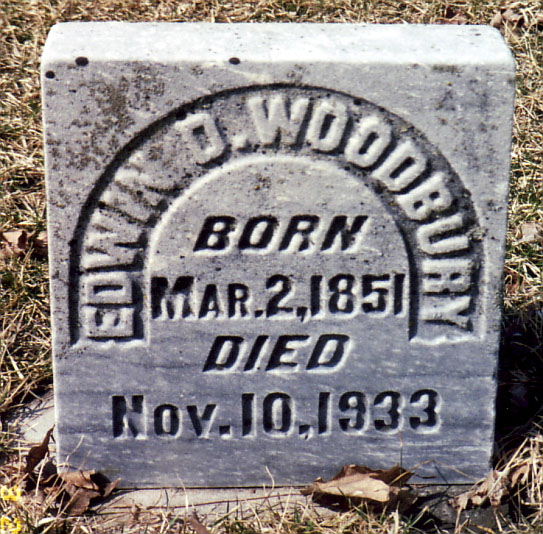 EDWIN D. WOODBURY
BORN
MAR. 2, 1851
DIED
NOV. 10, 1933